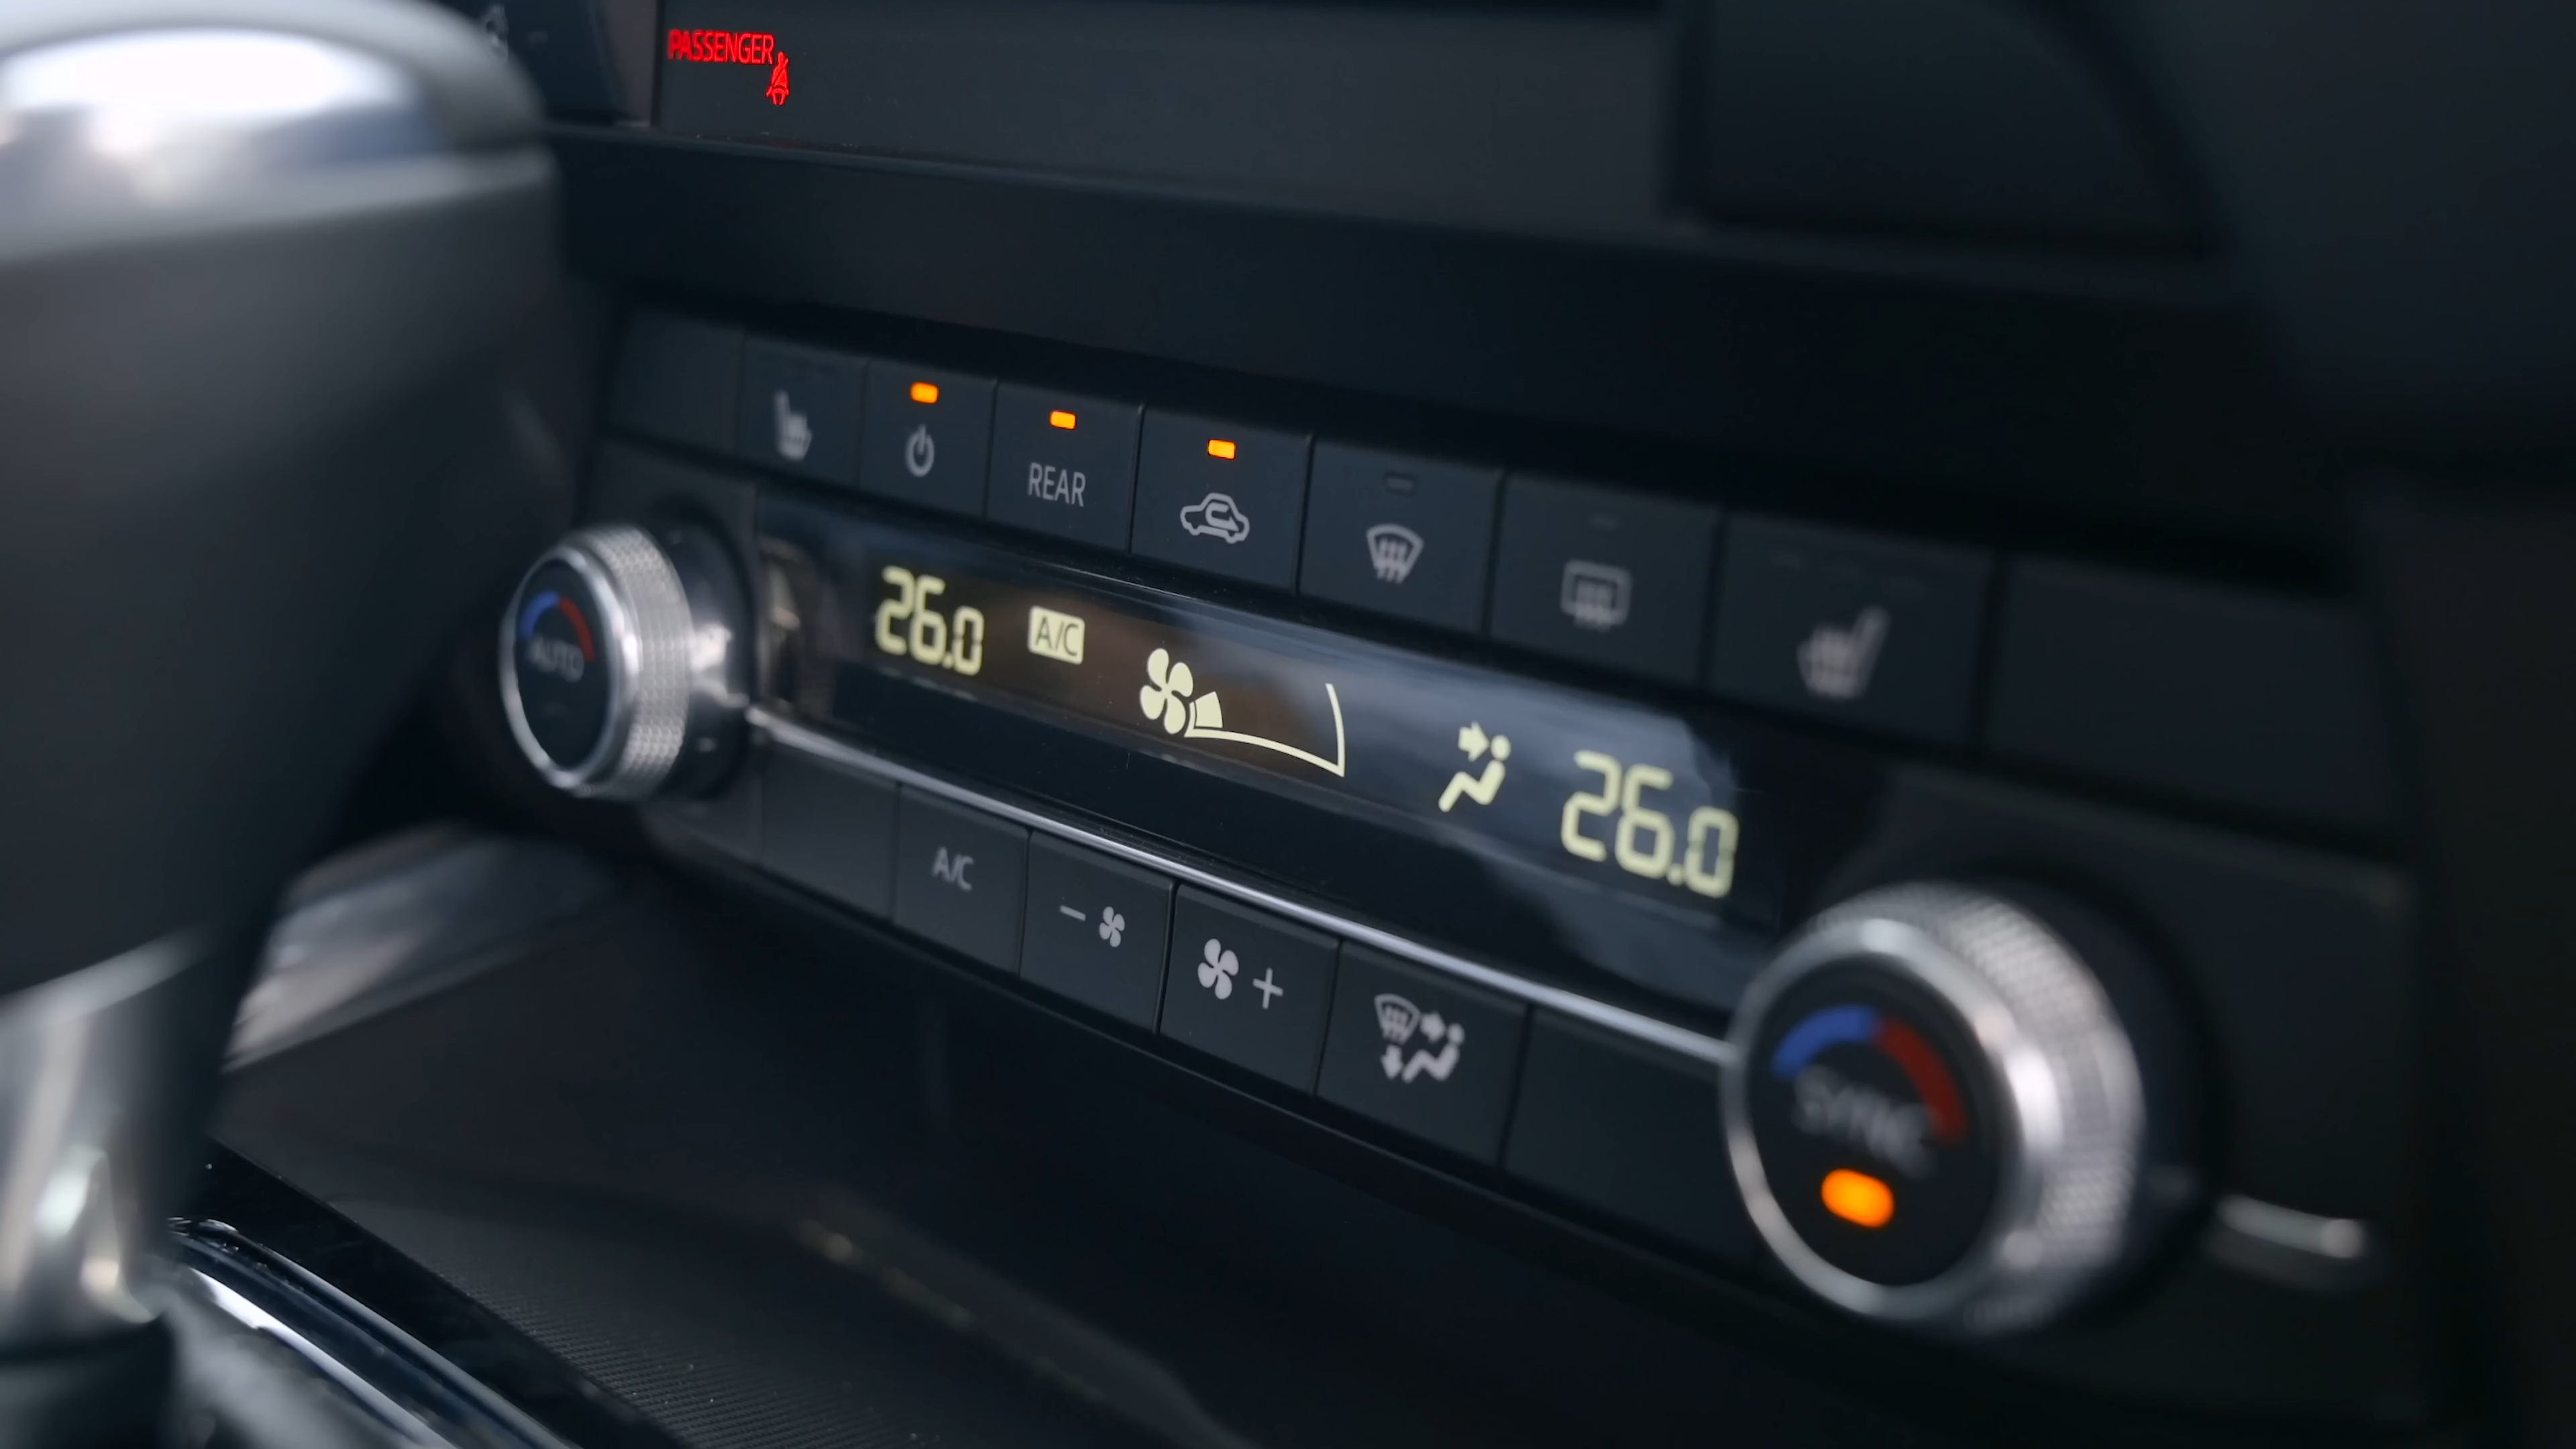 PASSENGER
REAR
26.0 A/C 26.0
AUTO
A/C
- +
SYNC